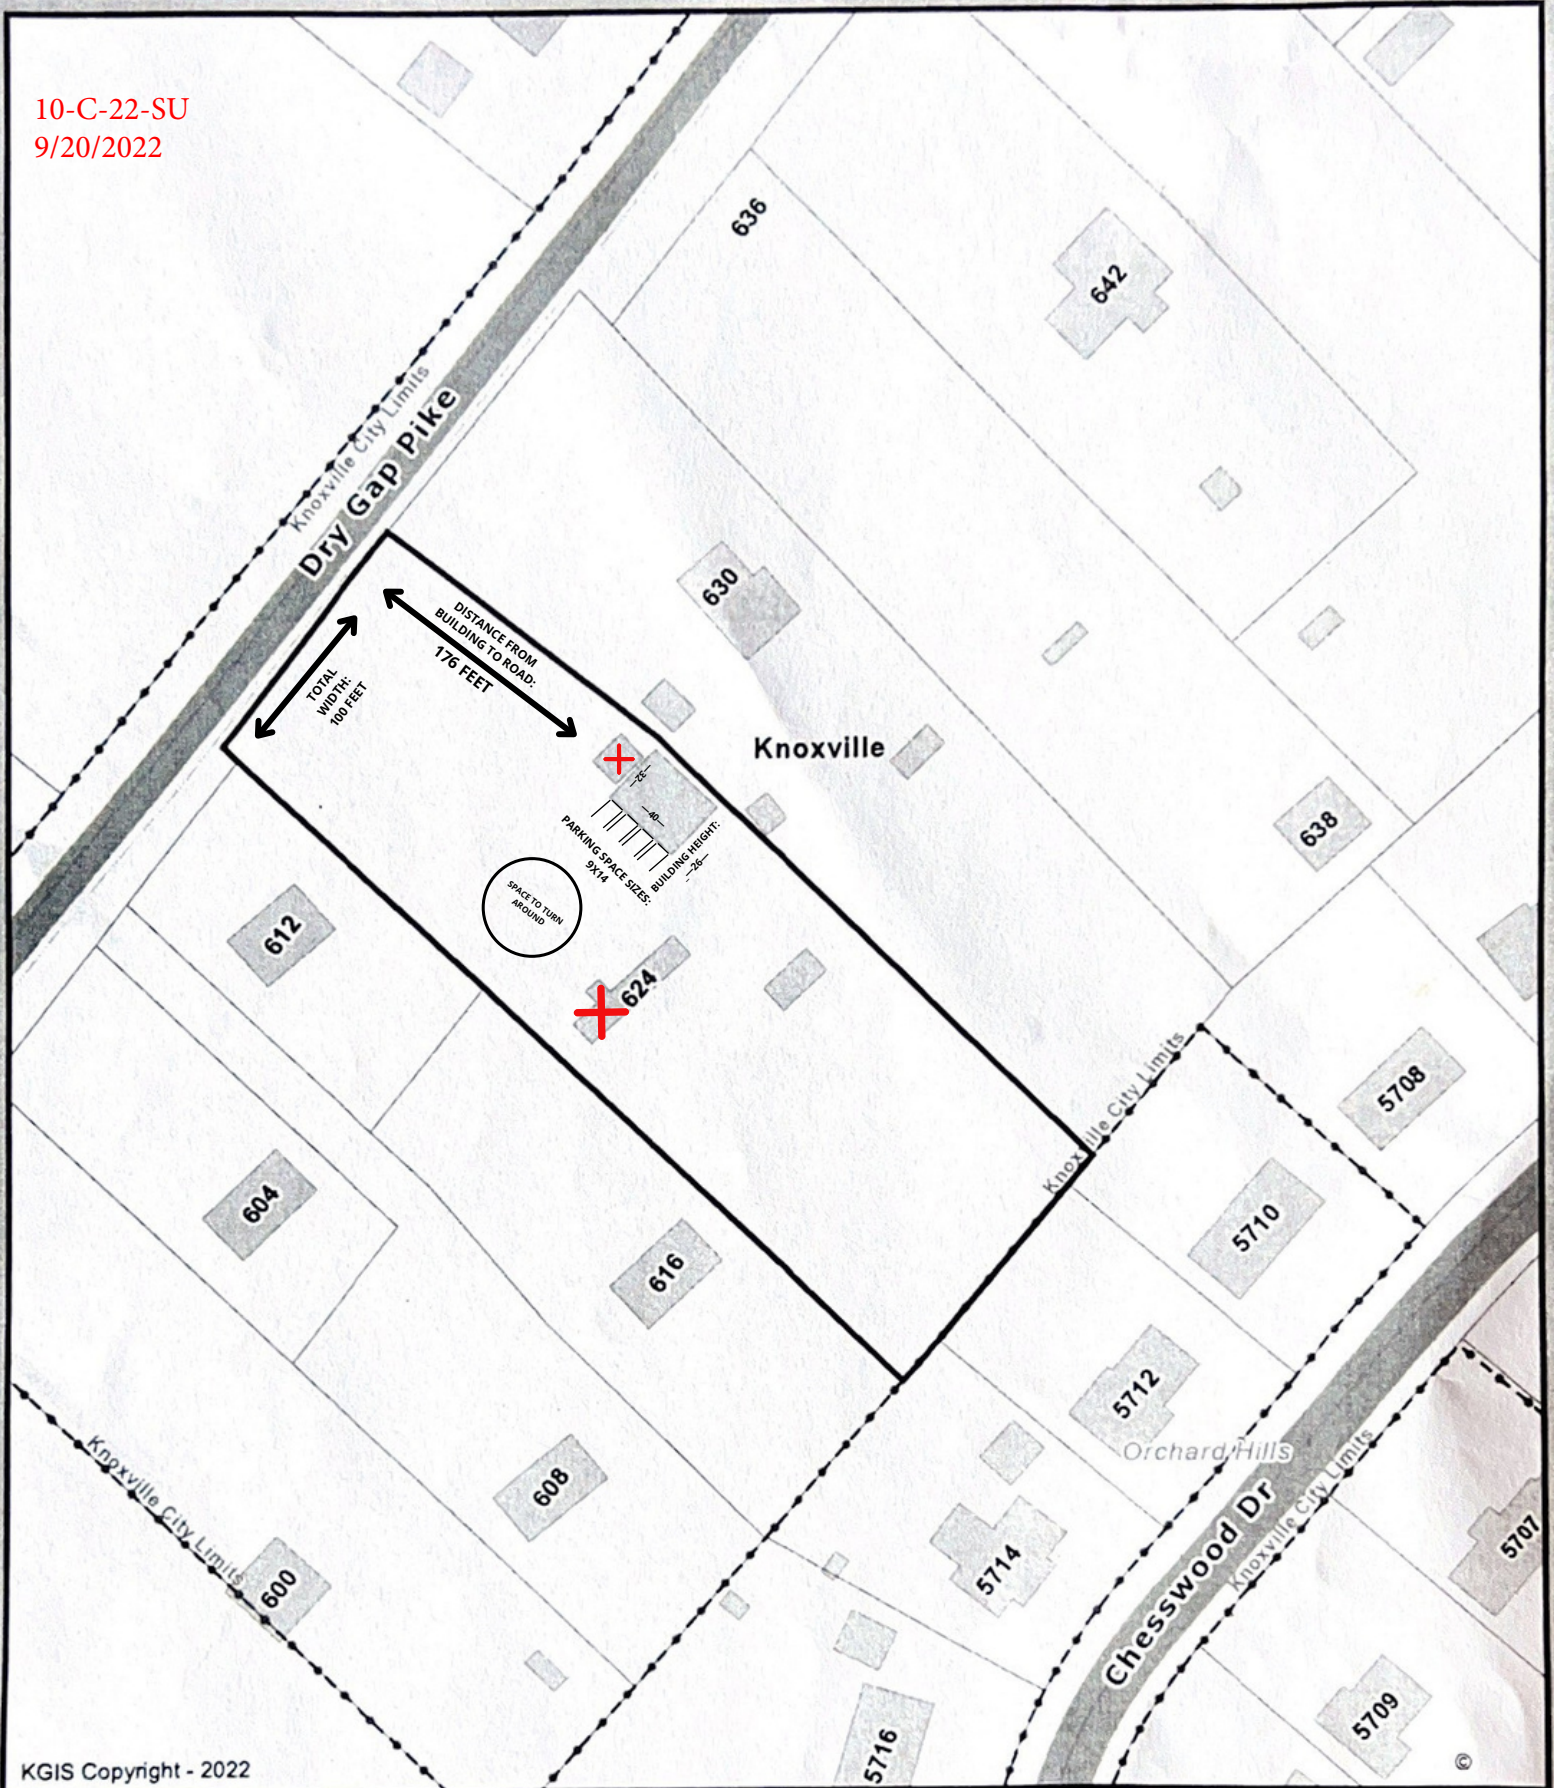 10-C-22-SU
9/20/2022
636
642
Knoxville City Limits
Dry Gap Pike
630
DISTANCE FROM
BUILDING TO ROAD:
176 FEET
TOTAL
WIDTH:
100 FEET
Knoxville
—32—
—40—
PARKING SPACE SIZES:
9X14
BUILDING HEIGHT:
—26—
638
SPACE TO TURN
AROUND
612
624
Knoxville City Limits
5708
604
616
5710
5712
Orchard Hills
Knoxville City Limits
608
600
5714
Chesswood Dr
Knoxville City Limits
5707
5709
5716
KGIS Copyright - 2022
©